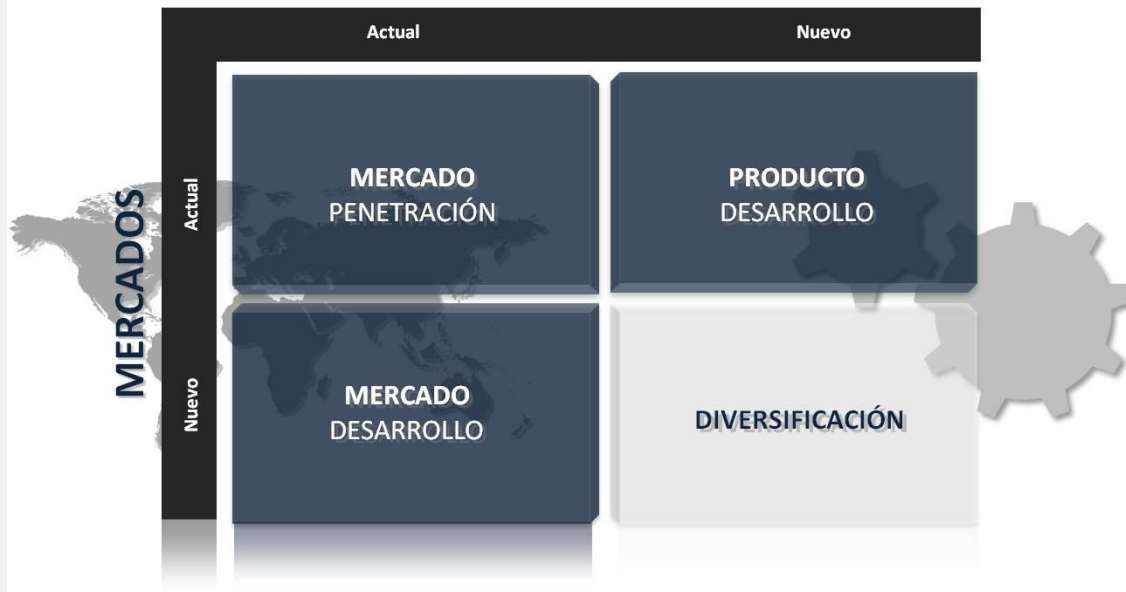 Actual Nuevo
MERCADOS
Actual
MERCADO
PENETRACIÓN
PRODUCTO
DESARROLLO
Nuevo
MERCADO
DESARROLLO
DIVERSIFICACIÓN